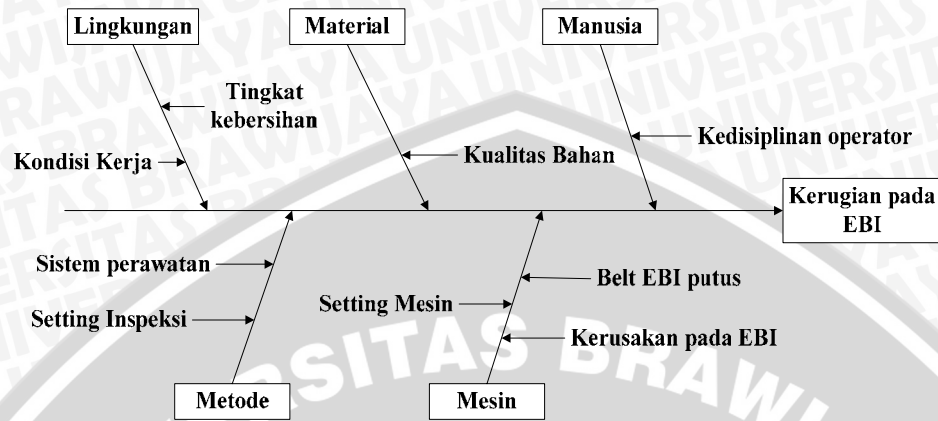 Lingkungan
Material
Manusia
Tingkat
kebersihan
Kedisiplinan operator
Kondisi Kerja
Kualitas Bahan
Kerugian pada
EBI
Sistem perawatan
Belt EBI putus
Setting Mesin
Setting Inspeksi
Kerusakan pada EBI
Metode
Mesin